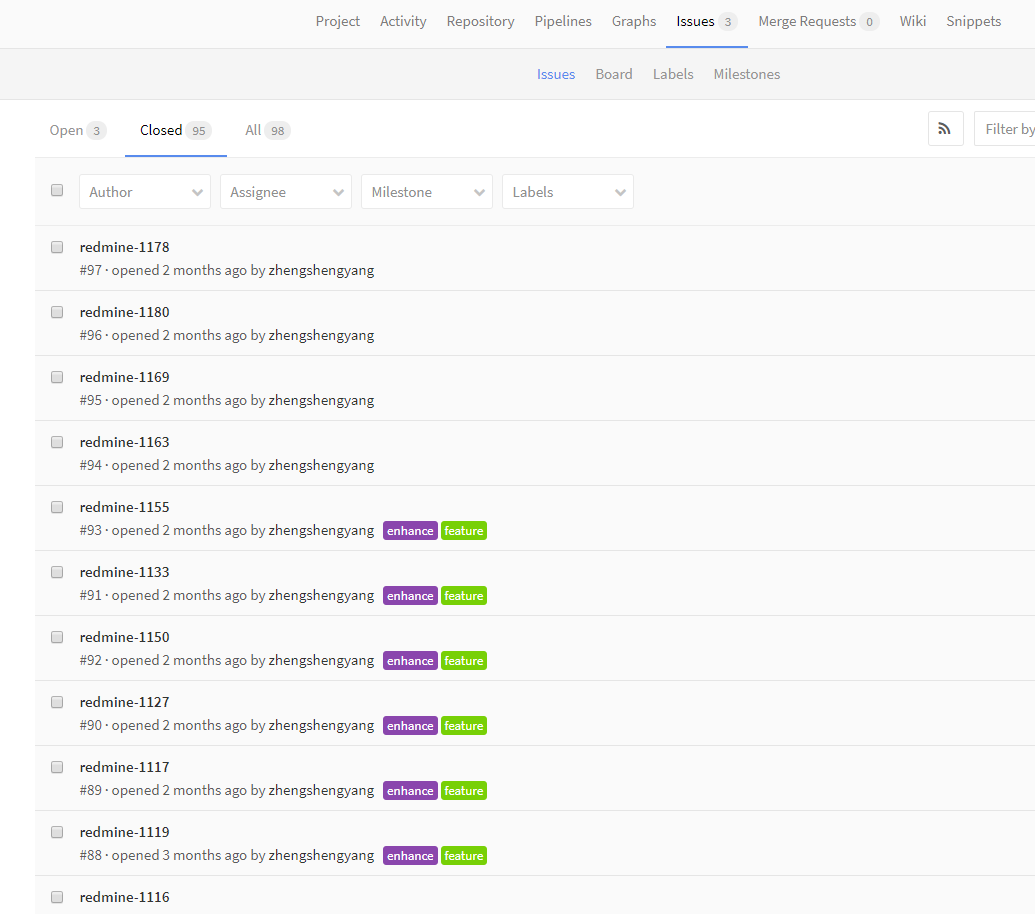 Project Activity Repository Pipelines Graphs Issues 3 Merge Requests 0 Wiki Snippets
Issues Board Labels Milestones
Open 3 Closed 95 All 98 Filter by
Author Assignee Milestone Labels
redmine-1178
#97 · opened 2 months ago by zhengshengyang
redmine-1180
#96 · opened 2 months ago by zhengshengyang
redmine-1169
#95 · opened 2 months ago by zhengshengyang
redmine-1163
#94 · opened 2 months ago by zhengshengyang
redmine-1155
#93 · opened 2 months ago by zhengshengyang enhance feature
redmine-1133
#91 · opened 2 months ago by zhengshengyang enhance feature
redmine-1150
#92 · opened 2 months ago by zhengshengyang enhance feature
redmine-1127
#90 · opened 2 months ago by zhengshengyang enhance feature
redmine-1117
#89 · opened 2 months ago by zhengshengyang enhance feature
redmine-1119
#88 · opened 3 months ago by zhengshengyang enhance feature
redmine-1116